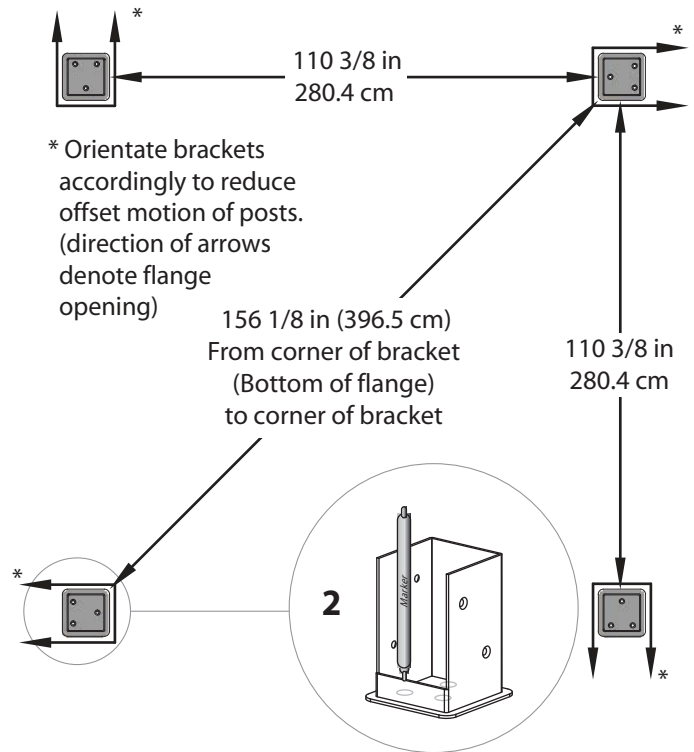 *
*
110 3/8 in
280.4 cm
* Orientate brackets
accordingly to reduce
offset motion of posts.
(direction of arrows
denote flange
opening)
156 1/8 in (396.5 cm)
From corner of bracket
(Bottom of flange)
to corner of bracket
110 3/8 in
280.4 cm
*
2
Marker
*